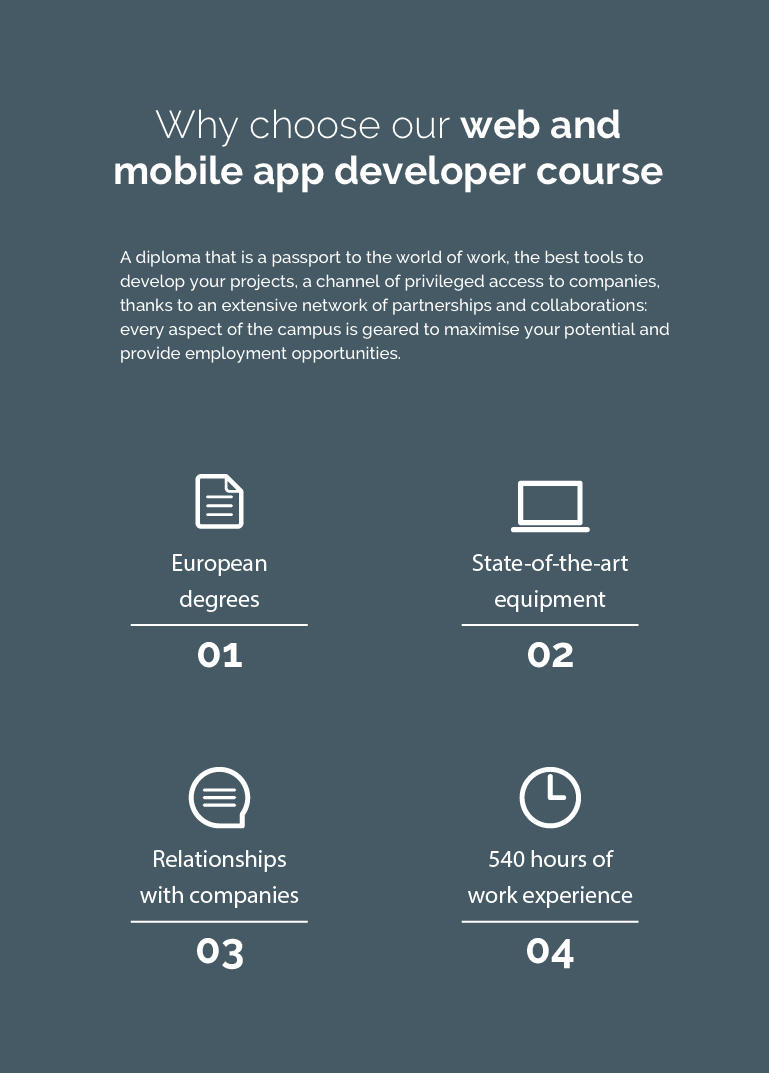 Why choose our web and
mobile app developer course
A diploma that is a passport to the world of work, the best tools to
develop your projects, a channel of privileged access to companies,
thanks to an extensive network of partnerships and collaborations:
every aspect of the campus is geared to maximise your potential and
provide employment opportunities.
European
degrees
01
State-of-the-art
equipment
02
Relationships
with companies
03
540 hours of
work experience
04